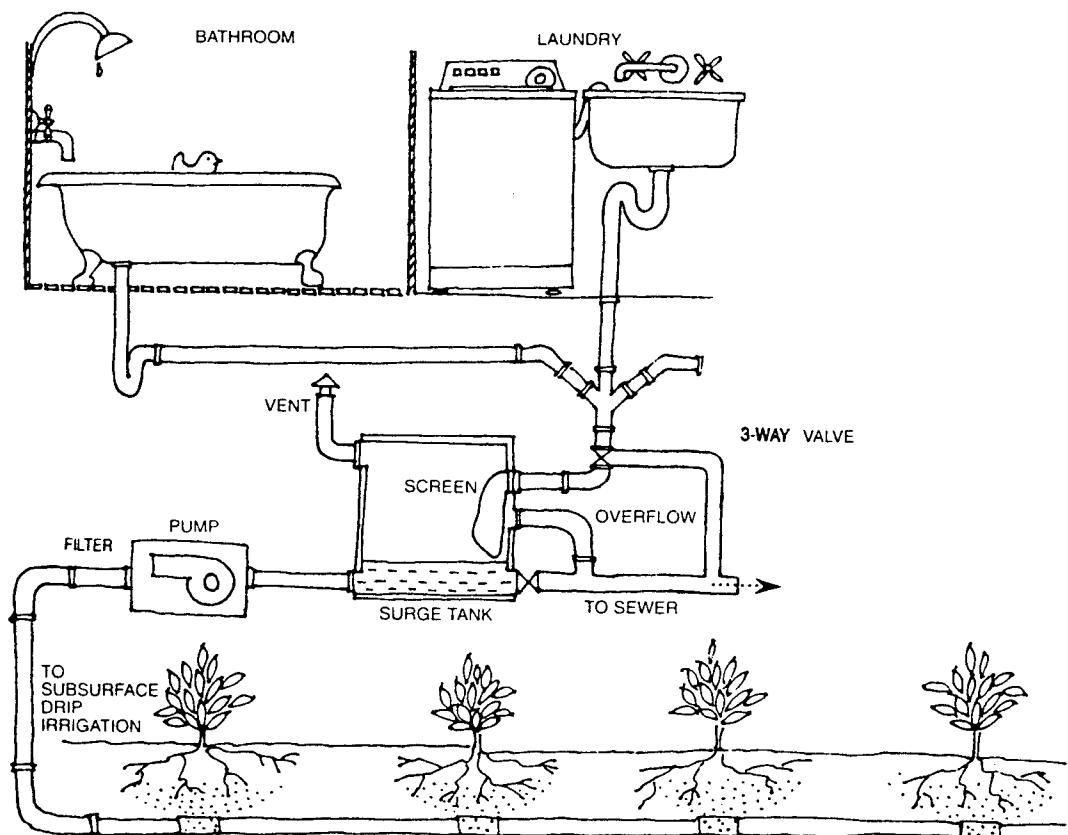 BATHROOM
LAUNDRY
VENT
3-WAY VALVE
SCREEN
OVERFLOW
PUMP
FILTER
SURGE TANK
TO SEWER
TO
SUBSURFACE
DRIP
IRRIGATION